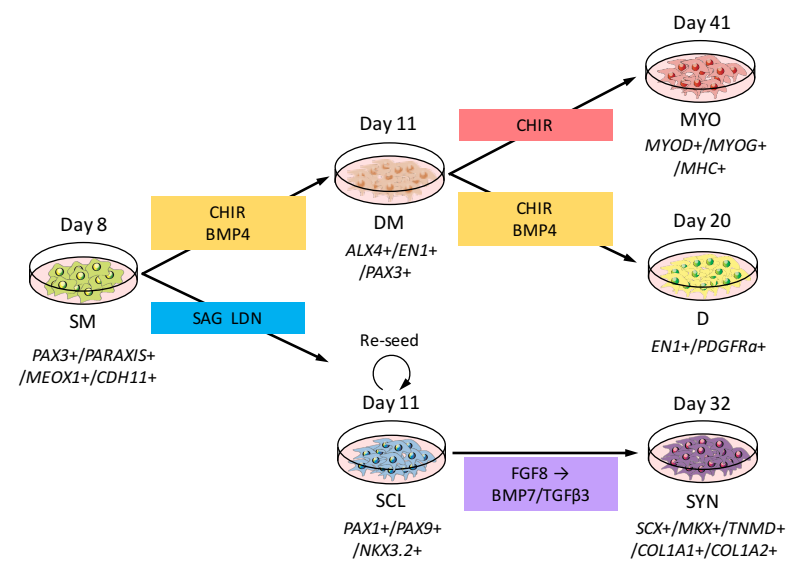 Day 41
MYO
MYOD+/MYOG+
/MHC+
CHIR
Day 11
DM
ALX4+/EN1+
/PAX3+
CHIR
BMP4
Day 8
SM
PAX3+/PARAXIS+
/MEOX1+/CDH11+
CHIR
BMP4
Day 20
D
EN1+/PDGFRa+
SAG LDN
Re-seed
Day 11
SCL
PAX1+/PAX9+
/NKX3.2+
FGF8 →
BMP7/TGFβ3
Day 32
SYN
SCX+/MKX+/TNMD+
/COL1A1+/COL1A2+